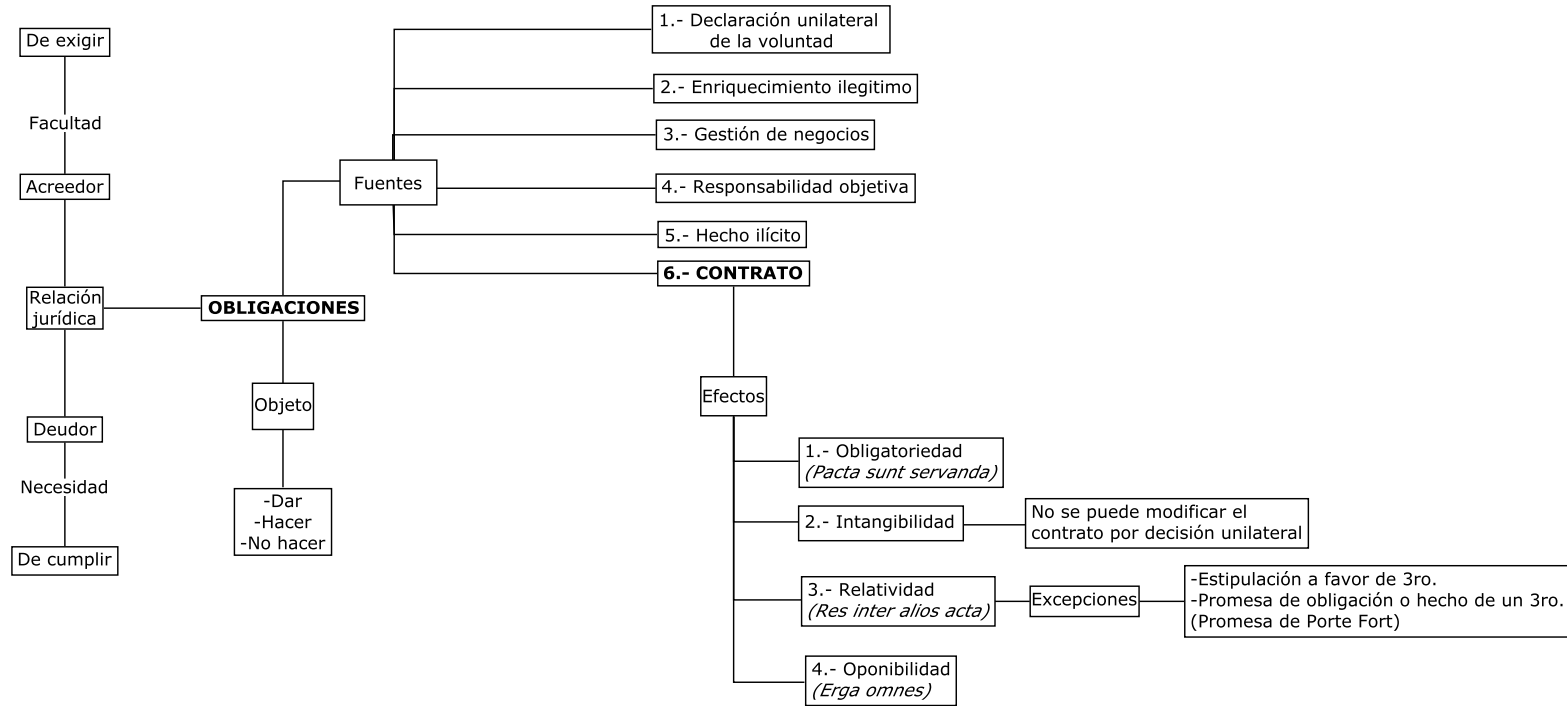 De exigir
Facultad
Acreedor
Relación
jurídica
Deudor
Necesidad
De cumplir
OBLIGACIONES
Objeto
-Dar
-Hacer
-No hacer
Fuentes
1.- Declaración unilateral
de la voluntad
2.- Enriquecimiento ilegitimo
3.- Gestión de negocios
4.- Responsabilidad objetiva
5.- Hecho ilícito
6.- CONTRATO
Efectos
1.- Obligatoriedad
(Pacta sunt servanda)
2.- Intangibilidad
No se puede modificar el
contrato por decisión unilateral
3.- Relatividad
(Res inter alios acta)
Excepciones
-Estipulación a favor de 3ro.
-Promesa de obligación o hecho de un 3ro.
(Promesa de Porte Fort)
4.- Oponibilidad
(Erga omnes)